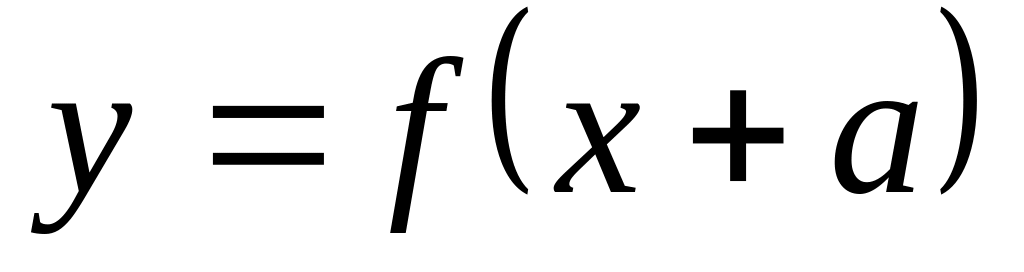 y = f(x + a)